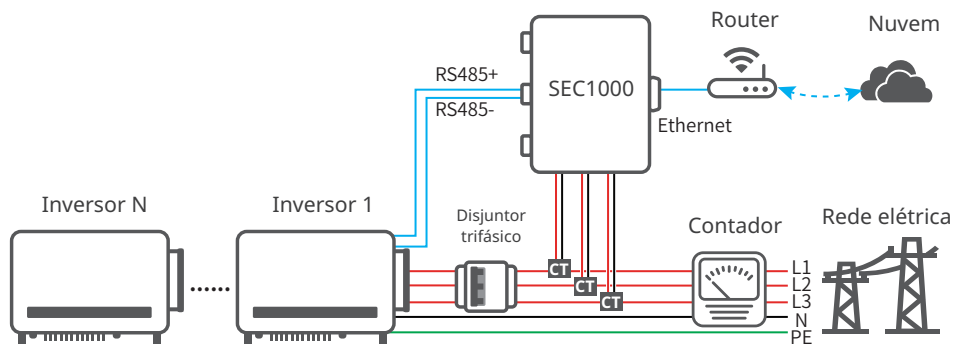 Router
Nuvem
RS485+
SEC1000
RS485-
Ethernet
Inversor N
Inversor 1
Disjuntor
trifásico
Contador
Rede elétrica
CT
CT
CT
L1
L2
L3
N
PE